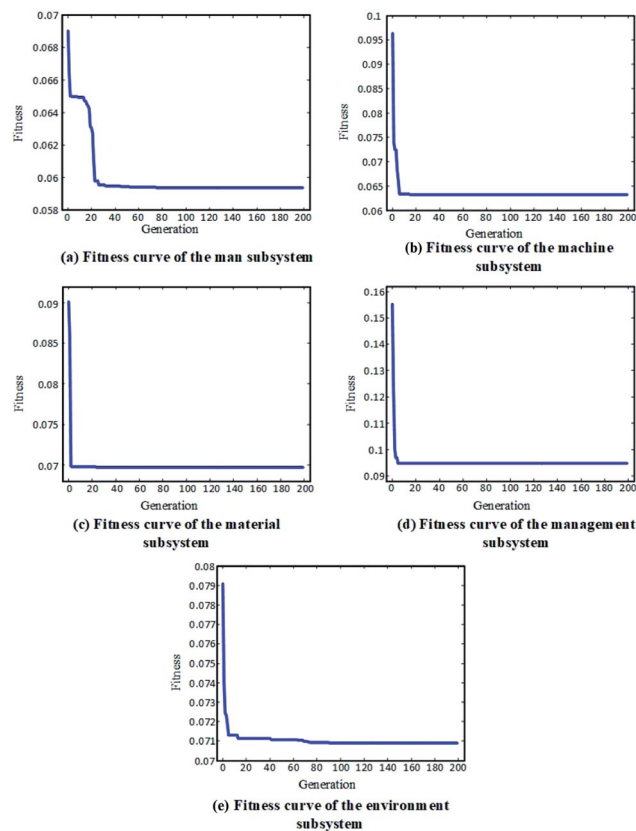 0.07
0.068
0.066
0.064
0.062
0.06
0.058
Fitness
0 20 40 60 80 100 120 140 160 180 200
Generation
(a) Fitness curve of the man subsystem
0.1
0.095
0.09
0.085
0.08
0.075
0.07
0.065
0.06
Fitness
0 20 40 60 80 100 120 140 160 180 200
Generation
(b) Fitness curve of the machine
subsystem
0.09
0.085
0.08
0.075
0.07
Fitness
0 20 40 60 80 100 120 140 160 180 200
Generation
(c) Fitness curve of the material
subsystem
0.16
0.15
0.14
0.13
0.12
0.11
0.1
0.09
Fitness
0 20 40 60 80 100 120 140 160 180 200
Generation
(d) Fitness curve of the management
subsystem
0.08
0.079
0.078
0.077
0.076
0.075
0.074
0.073
0.072
0.071
0.07
Fitness
0 20 40 60 80 100 120 140 160 180 200
Generation
(e) Fitness curve of the environment
subsystem